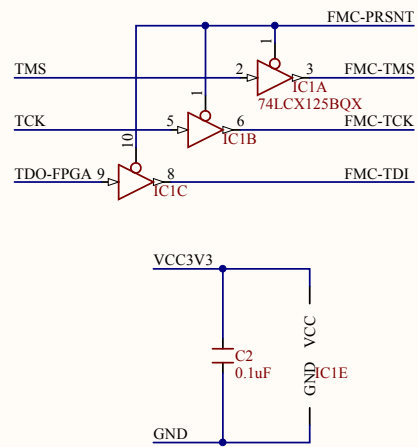 FMC-PRSNT
1
TMS 2 3 FMC-TMS
IC1A
74LCX125BQX
1
TCK 5 6 FMC-TCK
IC1B
10
TDO-FPGA 9 8 FMC-TDI
IC1C
VCC3V3
VCC
C2
0.1uF
GND IC1E
GND